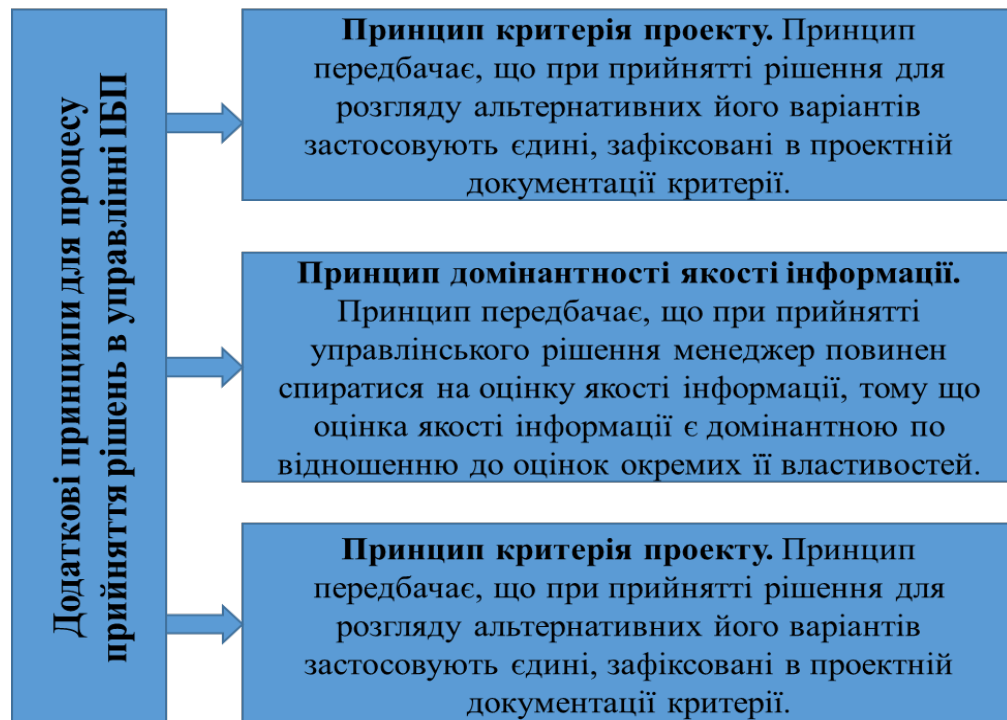 Додаткові принципи для процесу
прийняття рішень в управлінні ІБП
Принцип критерія проекту. Принцип
передбачає, що при прийнятті рішення для
розгляду альтернативних його варіантів
застосовують єдині, зафіксовані в проектній
документації критерії.
Принцип домінантності якості інформації.
Принцип передбачає, що при прийнятті
управлінського рішення менеджер повинен
спиратися на оцінку якості інформації, тому що
оцінка якості інформації є домінантною по
відношенню до оцінок окремих її властивостей.
Принцип критерія проекту. Принцип
передбачає, що при прийнятті рішення для
розгляду альтернативних його варіантів
застосовують єдині, зафіксовані в проектній
документації критерії.